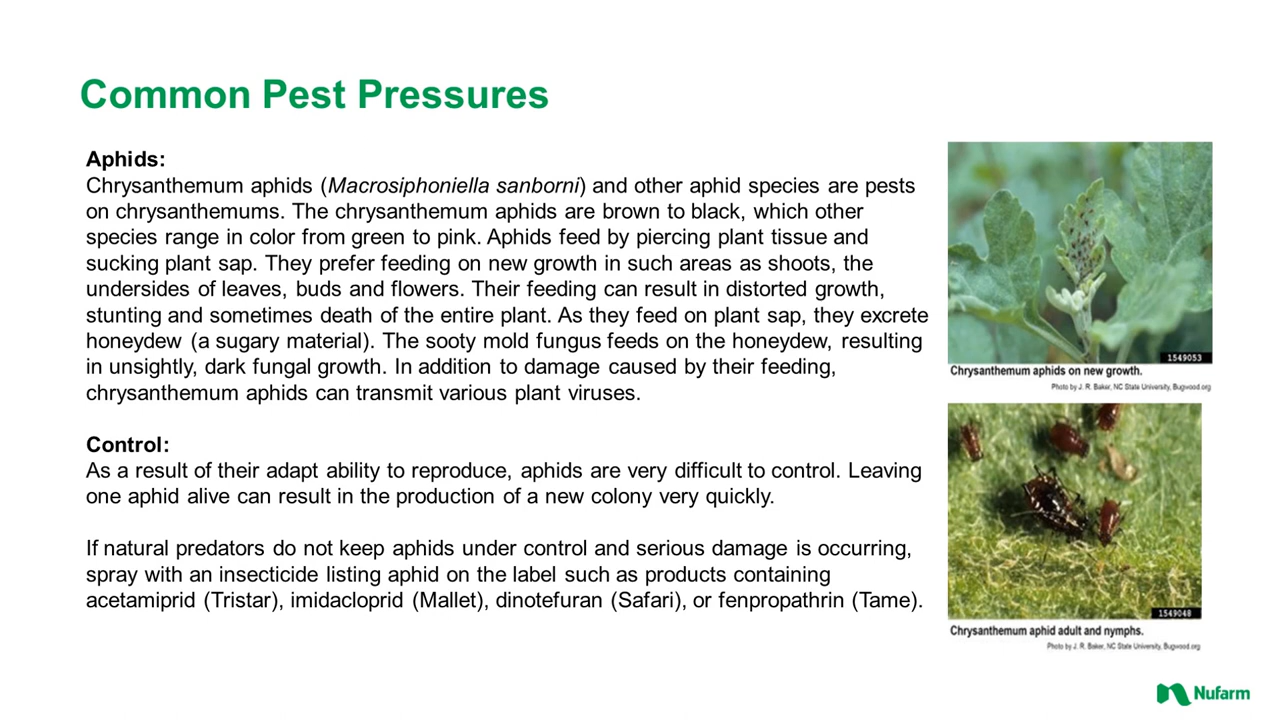 Common Pest Pressures
Aphids:
Chrysanthemum aphids (Macrosiphoniella sanborni) and other aphid species are pests
on chrysanthemums. The chrysanthemum aphids are brown to black, which other
species range in color from green to pink. Aphids feed by piercing plant tissue and
sucking plant sap. They prefer feeding on new growth in such areas as shoots, the
undersides of leaves, buds and flowers. Their feeding can result in distorted growth,
stunting and sometimes death of the entire plant. As they feed on plant sap, they excrete
honeydew (a sugary material). The sooty mold fungus feeds on the honeydew, resulting
in unsightly, dark fungal growth. In addition to damage caused by their feeding,
chrysanthemum aphids can transmit various plant viruses.
Control:
As a result of their adapt ability to reproduce, aphids are very difficult to control. Leaving
one aphid alive can result in the production of a new colony very quickly.
If natural predators do not keep aphids under control and serious damage is occurring,
spray with an insecticide listing aphid on the label such as products containing
acetamiprid (Tristar), imidacloprid (Mallet), dinotefuran (Safari), or fenpropathrin (Tame).
1549053
Chrysanthemum aphids on new growth.
Photo by J. R. Baker, NC State University, Bugwood.org
1549048
Chrysanthemum aphid adult and nymphs.
Photo by J. R. Baker, NC State University, Bugwood.org
Nufarm